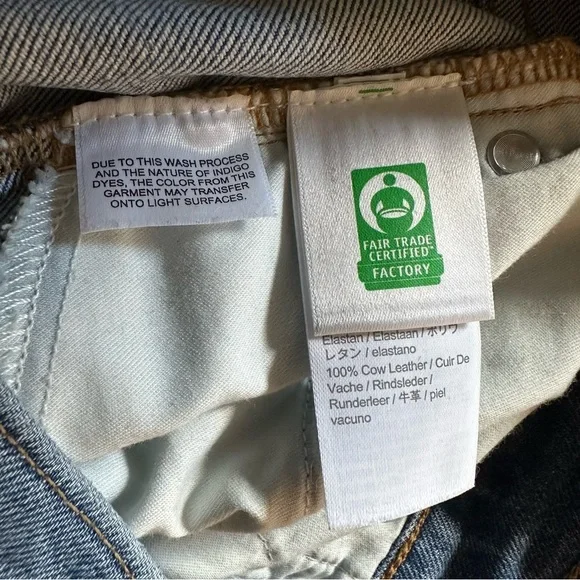 DUE TO THIS WASH PROCESS
AND THE NATURE OF INDIGO
DYES, THE COLOR FROM THIS
GARMENT MAY TRANSFER
ONTO LIGHT SURFACES.
FAIR TRADE
CERTIFIED™
FACTORY
Elastan / Elastaan / ポリウ
レタン / elastano
100% Cow Leather / Cuir De
Vache / Rindsleder /
Runderleer / 牛革 / piel
vacuno